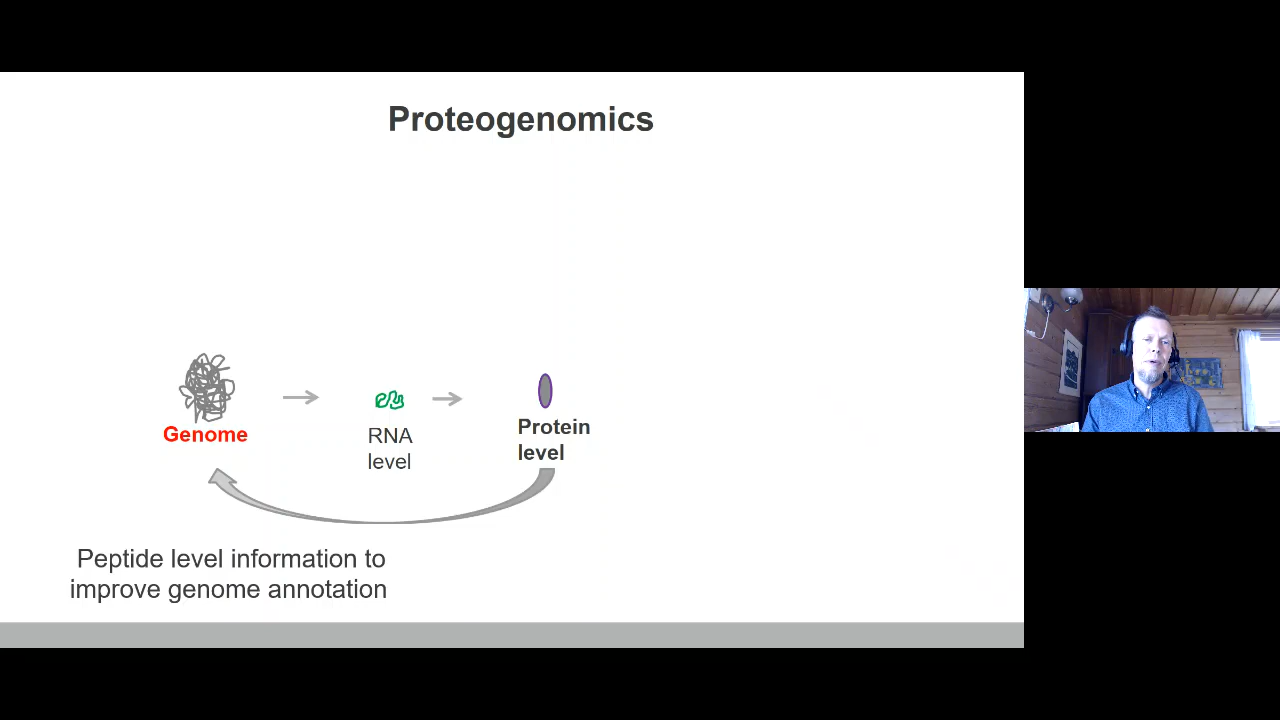 Proteogenomics
Genome
RNA
level
Protein
level
Peptide level information to
improve genome annotation